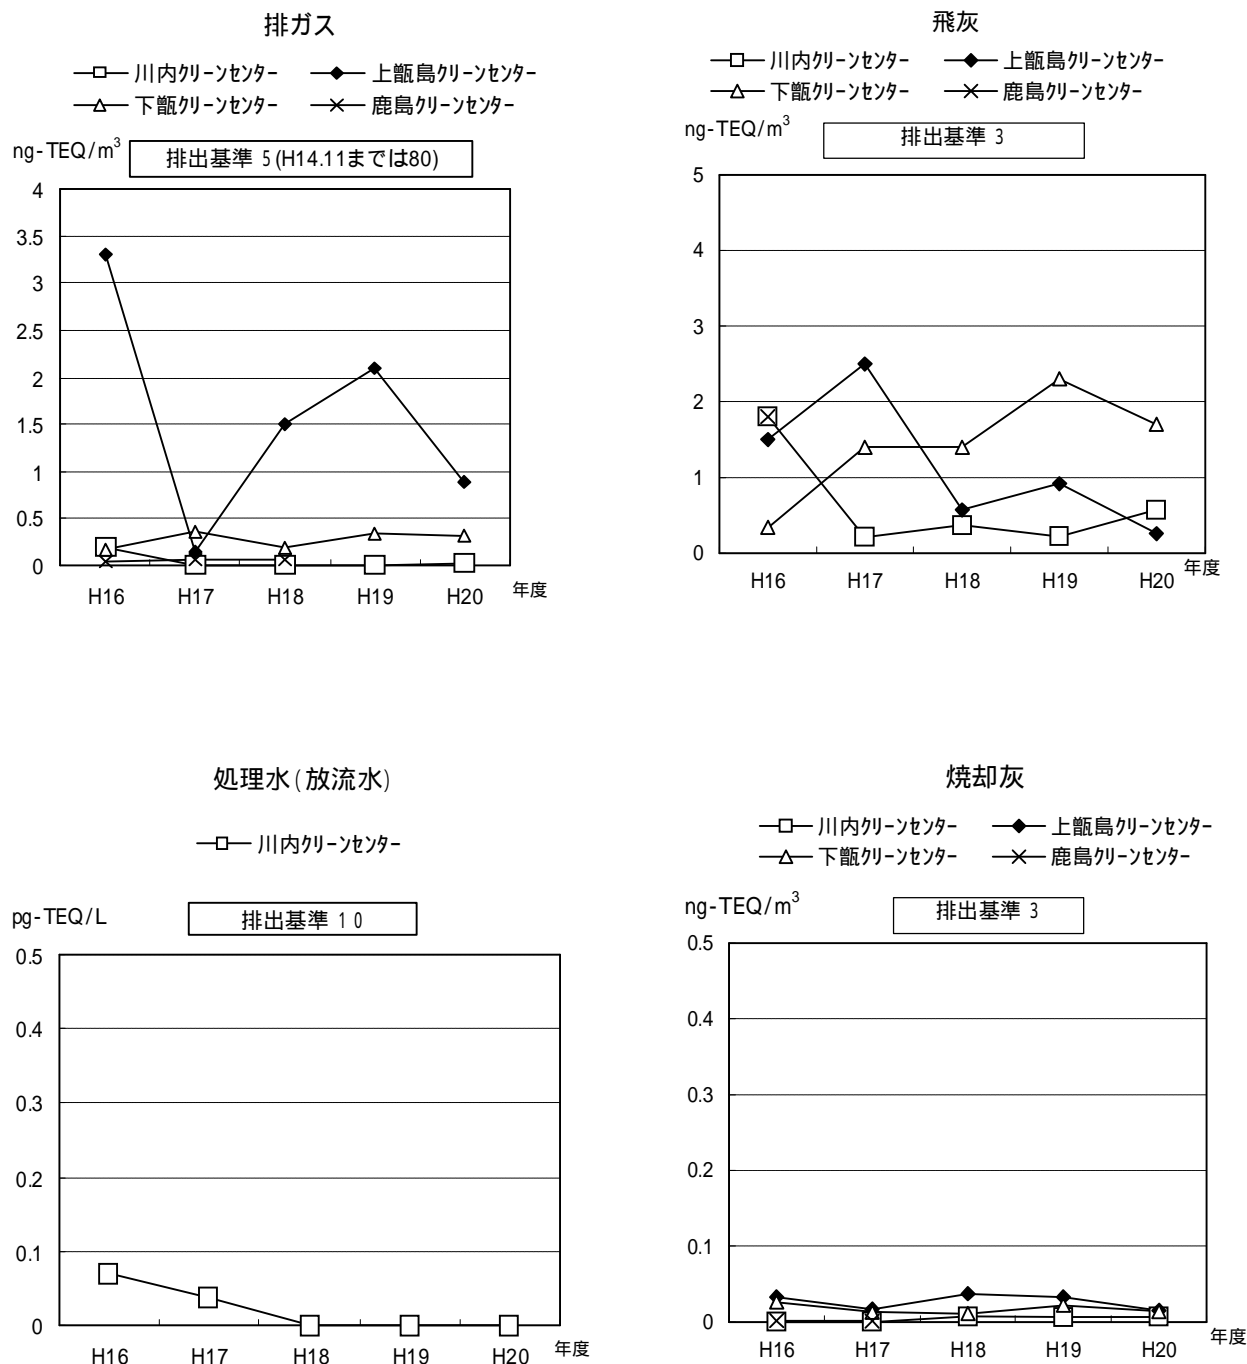 排ガス
川内ｸﾘｰﾝｾﾝﾀｰ 上甑島ｸﾘｰﾝｾﾝﾀｰ
下甑ｸﾘｰﾝｾﾝﾀｰ 鹿島ｸﾘｰﾝｾﾝﾀｰ
ng-TEQ/m³
排出基準 5(H14.11までは80)
4
3.5
3
2.5
2
1.5
1
0.5
0
H16 H17 H18 H19 H20 年度
飛灰
川内ｸﾘｰﾝｾﾝﾀｰ 上甑島ｸﾘｰﾝｾﾝﾀｰ
下甑ｸﾘｰﾝｾﾝﾀｰ 鹿島ｸﾘｰﾝｾﾝﾀｰ
ng-TEQ/m³
排出基準 3
5
4
3
2
1
0
H16 H17 H18 H19 H20 年度
処理水(放流水)
川内ｸﾘｰﾝｾﾝﾀｰ
pg-TEQ/L
排出基準 10
0.5
0.4
0.3
0.2
0.1
0
H16 H17 H18 H19 H20 年度
焼却灰
川内ｸﾘｰﾝｾﾝﾀｰ 上甑島ｸﾘｰﾝｾﾝﾀｰ
下甑ｸﾘｰﾝｾﾝﾀｰ 鹿島ｸﾘｰﾝｾﾝﾀｰ
ng-TEQ/m³
排出基準 3
0.5
0.4
0.3
0.2
0.1
0
H16 H17 H18 H19 H20 年度